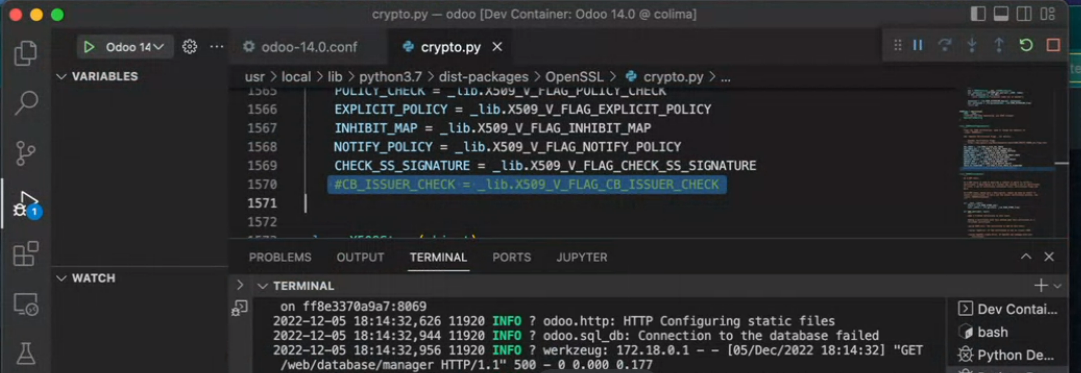 crypto.py — odoo [Dev Container: Odoo 14.0 @ colima]
Odoo 14
odoo-14.0.conf
crypto.py
VARIABLES
usr > local > lib > python3.7 > dist-packages > OpenSSL > crypto.py > ...
1565 POLICY_CHECK = _lib.X509_V_FLAG_POLICY_CHECK
1566 EXPLICIT_POLICY = _lib.X509_V_FLAG_EXPLICIT_POLICY
1567 INHIBIT_MAP = _lib.X509_V_FLAG_INHIBIT_MAP
1568 NOTIFY_POLICY = _lib.X509_V_FLAG_NOTIFY_POLICY
1569 CHECK_SS_SIGNATURE = _lib.X509_V_FLAG_CHECK_SS_SIGNATURE
1570 #CB_ISSUER_CHECK = _lib.X509_V_FLAG_CB_ISSUER_CHECK
1571
1572
1
PROBLEMS OUTPUT TERMINAL PORTS JUPYTER
WATCH
TERMINAL
on ff8e3370a9a7:8069
2022-12-05 18:14:32,626 11920 INFO ? odoo.http: HTTP Configuring static files
2022-12-05 18:14:32,944 11920 INFO ? odoo.sql_db: Connection to the database failed
2022-12-05 18:14:32,956 11920 INFO ? werkzeug: 172.18.0.1 - - [05/Dec/2022 18:14:32] "GET
/web/database/manager HTTP/1.1" 500 - 0 0.000 0.177
Dev Contai...
bash
Python De...